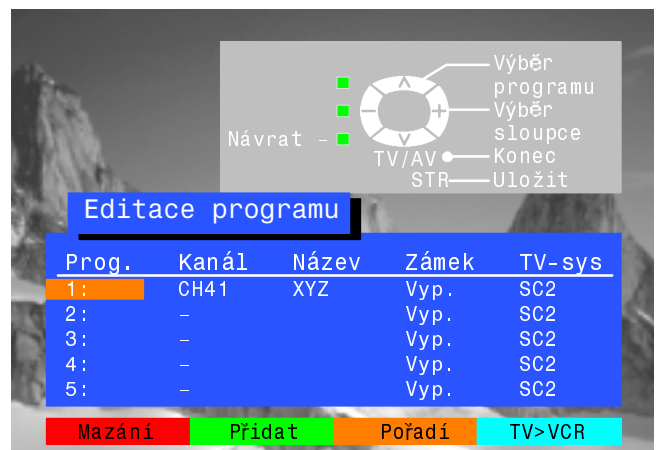 Výběr
programu
Výběr
sloupce
Návrat –
TV/AV Konec
STR Uložit
Editace programu
Prog. Kanál Název Zámek TV-sys
1: CH41 XYZ Vyp. SC2
2: – Vyp. SC2
3: – Vyp. SC2
4: – Vyp. SC2
5: – Vyp. SC2
Mazání Přidat Pořadí TV>VCR